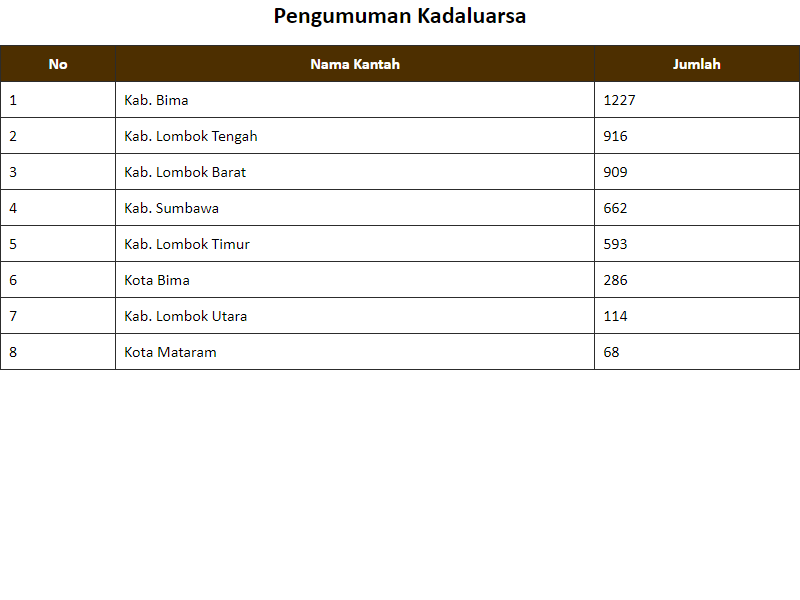 Pengumuman Kadaluarsa
No Nama Kantah Jumlah
1 Kab. Bima 1227
2 Kab. Lombok Tengah 916
3 Kab. Lombok Barat 909
4 Kab. Sumbawa 662
5 Kab. Lombok Timur 593
6 Kota Bima 286
7 Kab. Lombok Utara 114
8 Kota Mataram 68